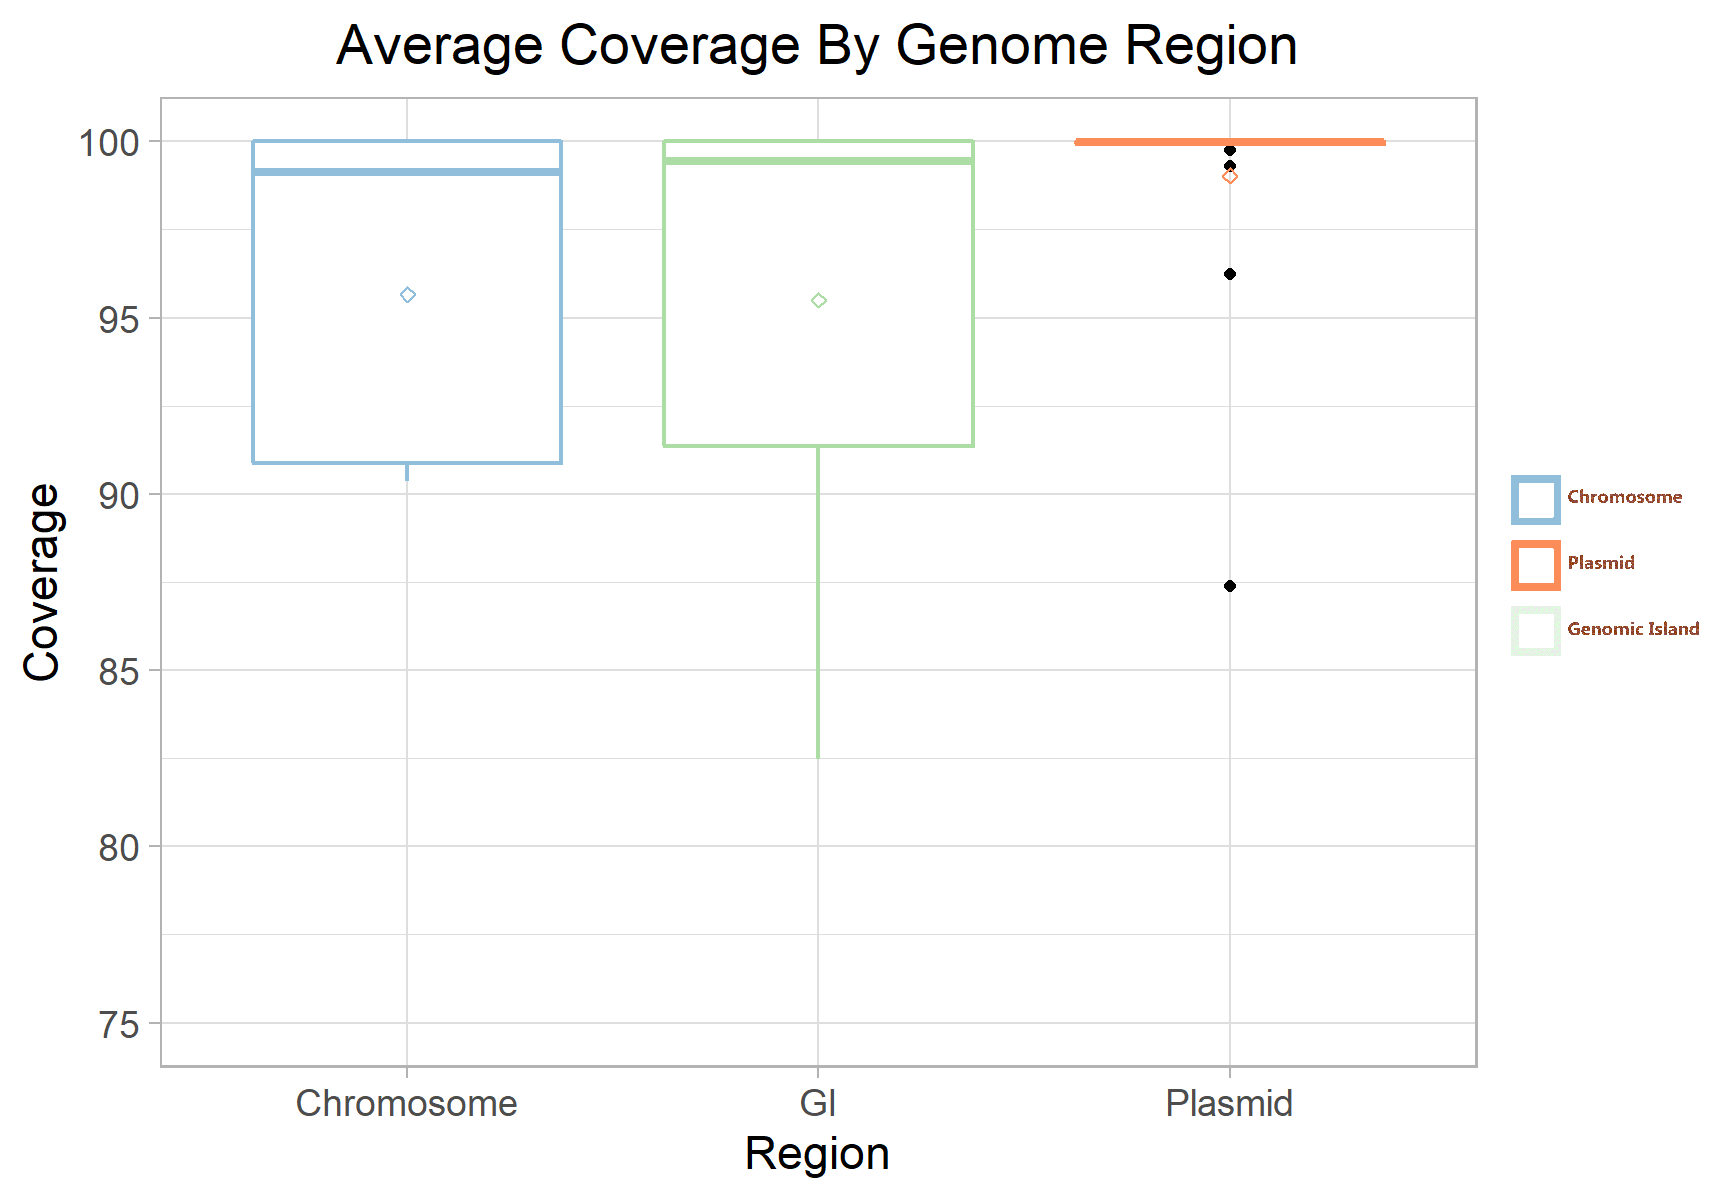 Average Coverage By Genome Region
Coverage
100
95
90
85
80
75
Chromosome
GI
Plasmid
Region
Chromosome
Plasmid
Genomic Island